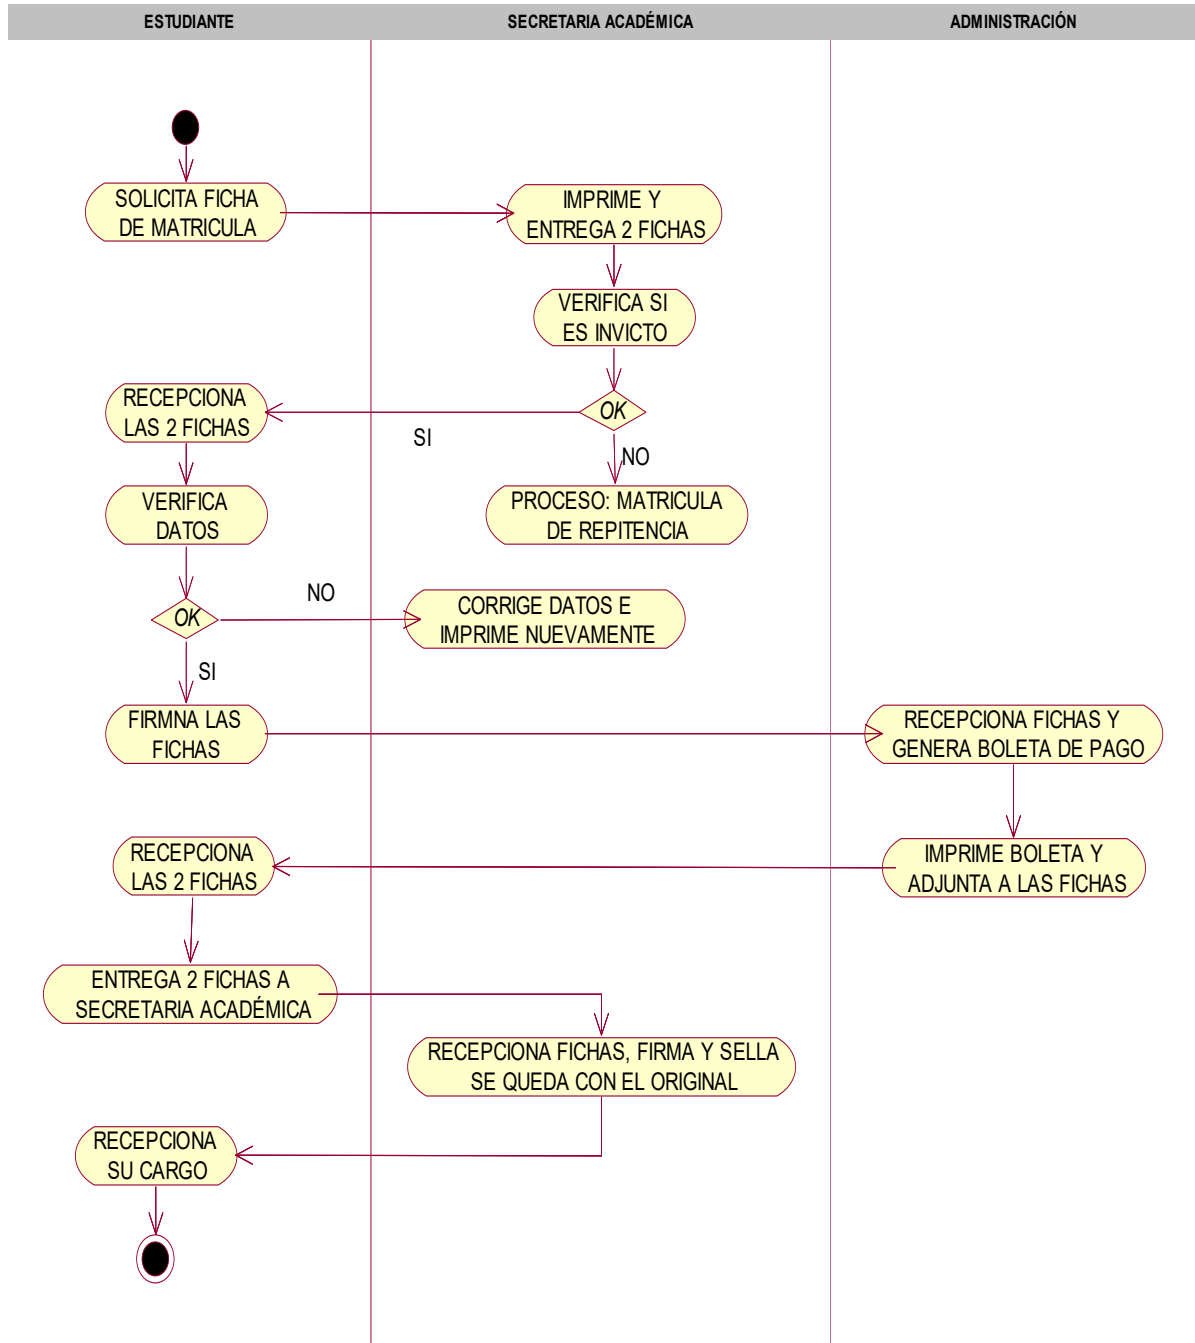 ESTUDIANTE
SECRETARIA ACADÉMICA
ADMINISTRACIÓN
SOLICITA FICHA
DE MATRICULA
IMPRIME Y
ENTREGA 2 FICHAS
VERIFICA SI
ES INVICTO
RECEPCIONA
LAS 2 FICHAS
OK
SI
NO
VERIFICA
DATOS
PROCESO: MATRICULA
DE REPITENCIA
OK
NO
CORRIGE DATOS E
IMPRIME NUEVAMENTE
SI
FIRMNA LAS
FICHAS
RECEPCIONA FICHAS Y
GENERA BOLETA DE PAGO
RECEPCIONA
LAS 2 FICHAS
IMPRIME BOLETA Y
ADJUNTA A LAS FICHAS
ENTREGA 2 FICHAS A
SECRETARIA ACADÉMICA
RECEPCIONA FICHAS, FIRMA Y SELLA
SE QUEDA CON EL ORIGINAL
RECEPCIONA
SU CARGO